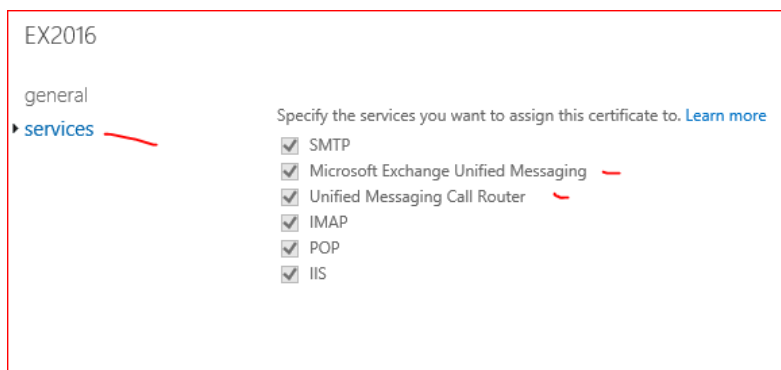 EX2016
general
services
Specify the services you want to assign this certificate to. Learn more
SMTP
Microsoft Exchange Unified Messaging
Unified Messaging Call Router
IMAP
POP
IIS